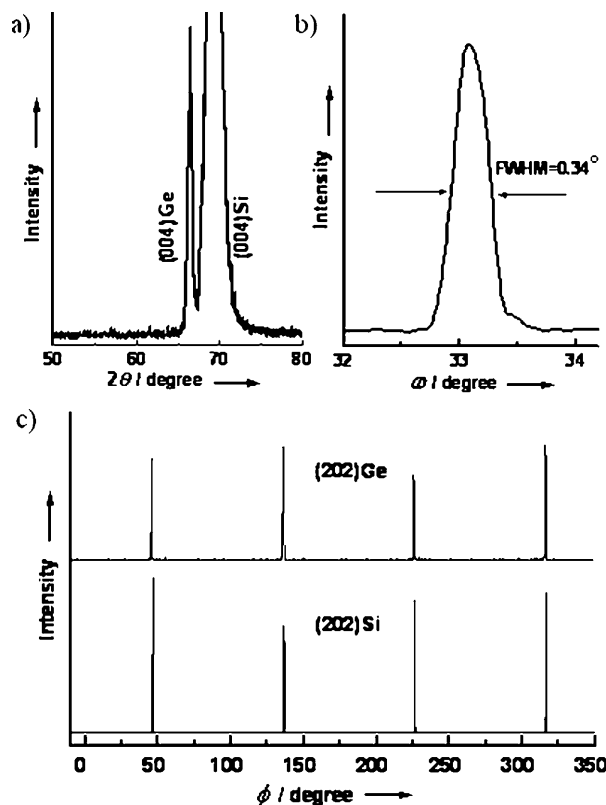 a)
Intensity
(004)Ge
(004)Si
50 60 70 80
2θ / degree
b)
Intensity
FWHM=0.34°
32 33 34
ω / degree
c)
Intensity
(202)Ge
(202)Si
0 50 100 150 200 250 300 350
ϕ / degree